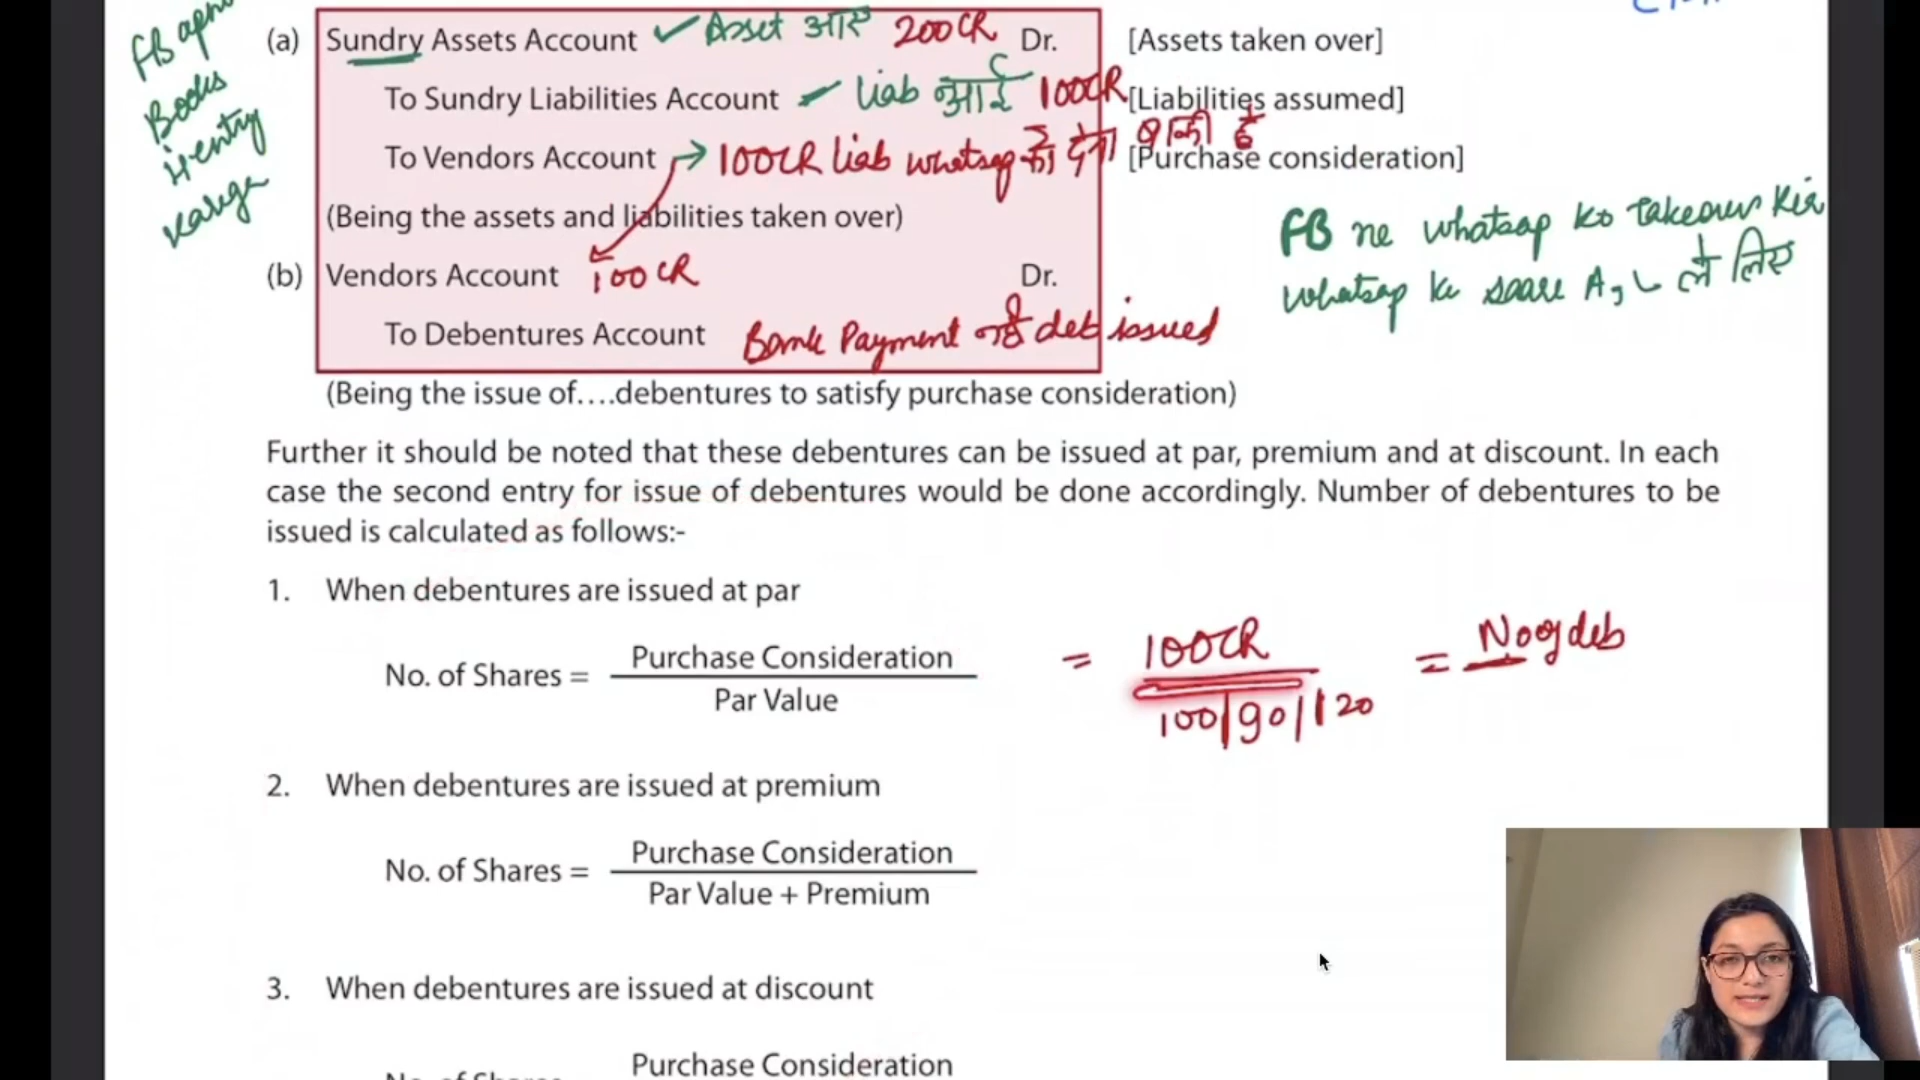 FB apni
Books
में entry
karega
(a) Sundry Assets Account ✓ Asset आए 200CR Dr. [Assets taken over]
To Sundry Liabilities Account liab आई 100CR [Liabilities assumed]
To Vendors Account → 100CR liab whatsap को [Purchase consideration]
(Being the assets and liabilities taken over)
(b) Vendors Account 100CR Dr.
To Debentures Account Bank Payment deb issued
(Being the issue of....debentures to satisfy purchase consideration)
FB ne whatsap ko takeover kia
whatsap ke saare A, L ले लिए
Further it should be noted that these debentures can be issued at par, premium and at discount. In each
case the second entry for issue of debentures would be done accordingly. Number of debentures to be
issued is calculated as follows:-
1. When debentures are issued at par
No. of Shares = Purchase Consideration
Par Value
= 100CR = No of deb
100|90|120
2. When debentures are issued at premium
No. of Shares = Purchase Consideration
Par Value + Premium
3. When debentures are issued at discount
No. of Shares = Purchase Consideration